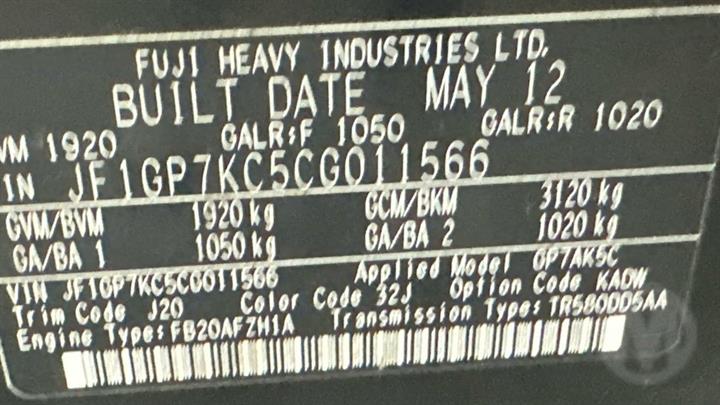 FUJI HEAVY INDUSTRIES LTD.
BUILT DATE MAY 12
VM 1920 GALR:F 1050 GALR:R 1020
IN JF1GP7KC5CG011566
GVM/BVM 1920 kg GCM/BKM 3120 kg
GA/BA 1 1050 kg GA/BA 2 1020 kg
VIN JF1GP7KC5CG011566 Applied Model GP7AK5C
Trim Code J20 Color Code 32J Option Code KADW
Engine Type: FB20AFZH1A Transmission Type: TR580DD5AA